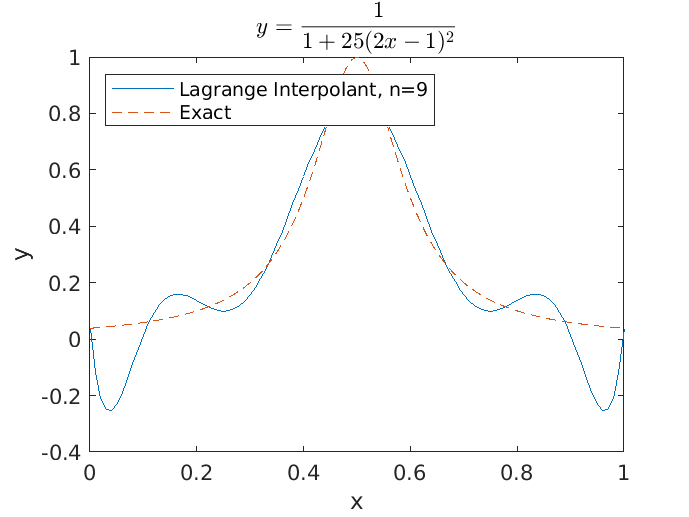 y = 1 / (1 + 25(2x − 1)²)
1
Lagrange Interpolant, n=9
Exact
0.8
0.6
0.4
0.2
0
-0.2
-0.4
y
0 0.2 0.4 0.6 0.8 1
x